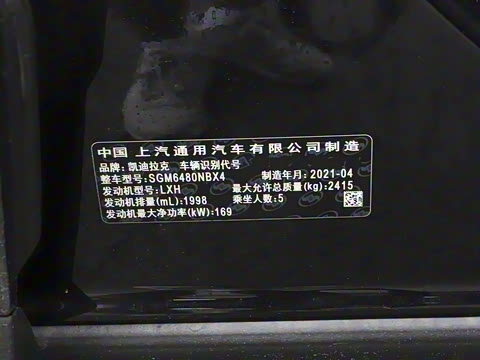 中国 上汽通用汽车有限公司制造
品牌: 凯迪拉克 车辆识别代号
整车型号: SGM6480NBX4 制造年月: 2021-04
发动机型号: LXH 最大允许总质量(kg): 2415
发动机排量(mL): 1998 乘坐人数: 5
发动机最大净功率(kW): 169